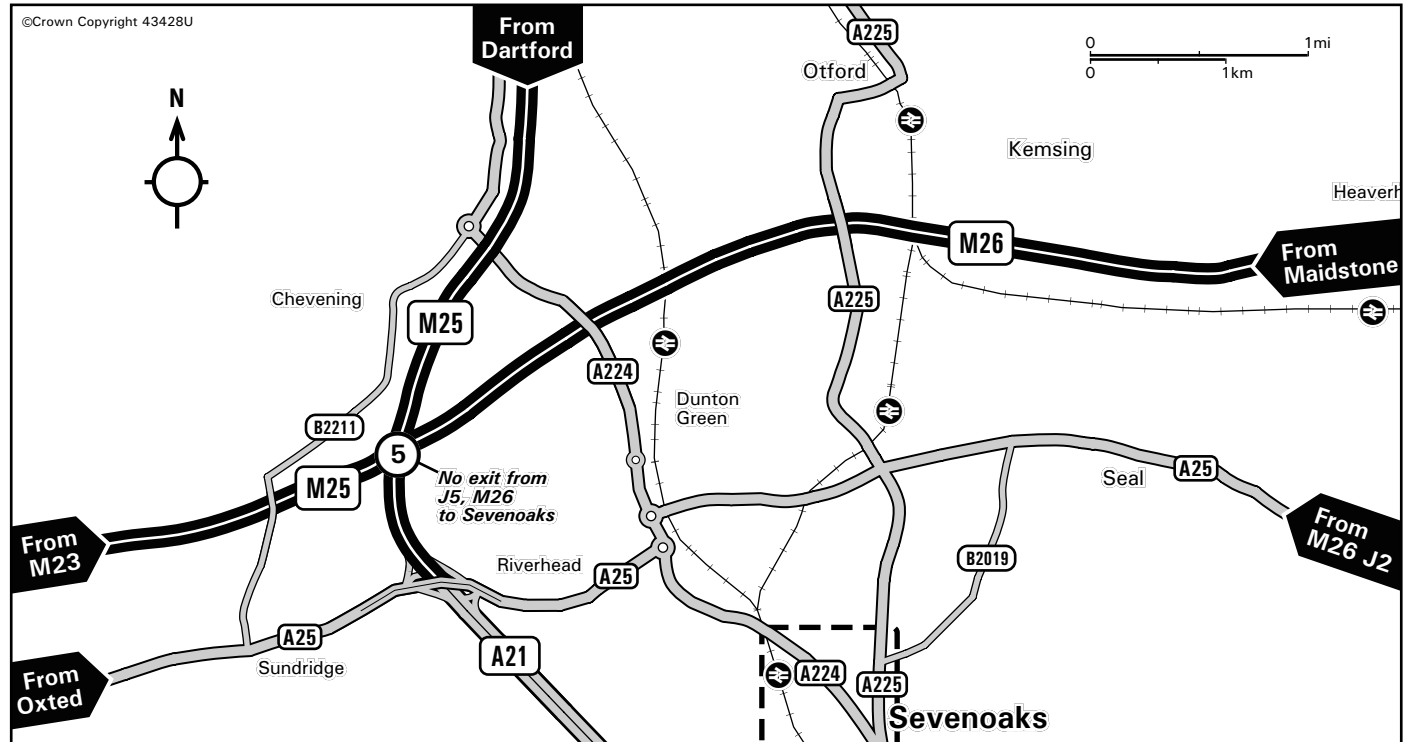 ©Crown Copyright 43428U
From
Dartford
A225
0
1mi
0
1km
Otford
N
Kemsing
Heaverh
M26
From
Maidstone
Chevening
M25
A225
A224
Dunton
Green
B2211
5
M25
No exit from
J5, M26
to Sevenoaks
Seal
A25
From
M26 J2
From
M23
Riverhead
A25
B2019
A25
Sundridge
A21
From
Oxted
A224
A225
Sevenoaks